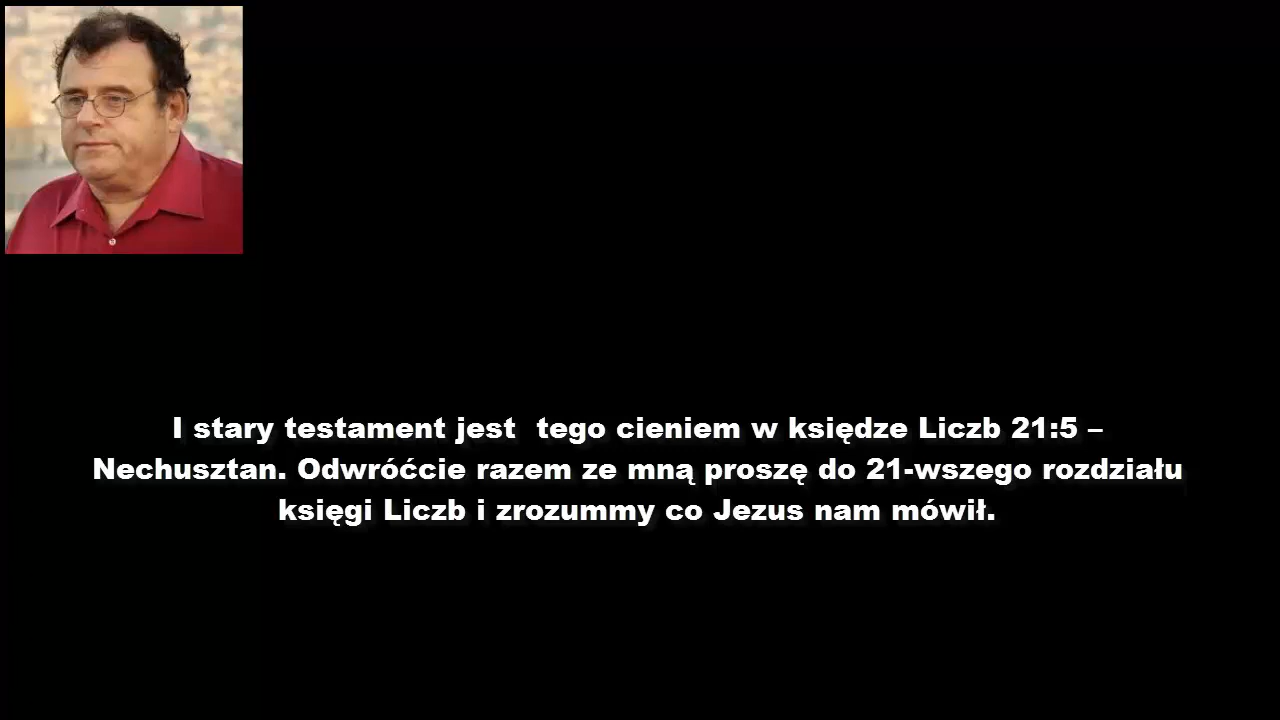 I stary testament jest  tego cieniem w księdze Liczb 21:5 –
Nechusztan. Odwróćcie razem ze mną proszę do 21-wszego rozdziału
księgi Liczb i zrozummy co Jezus nam mówił.